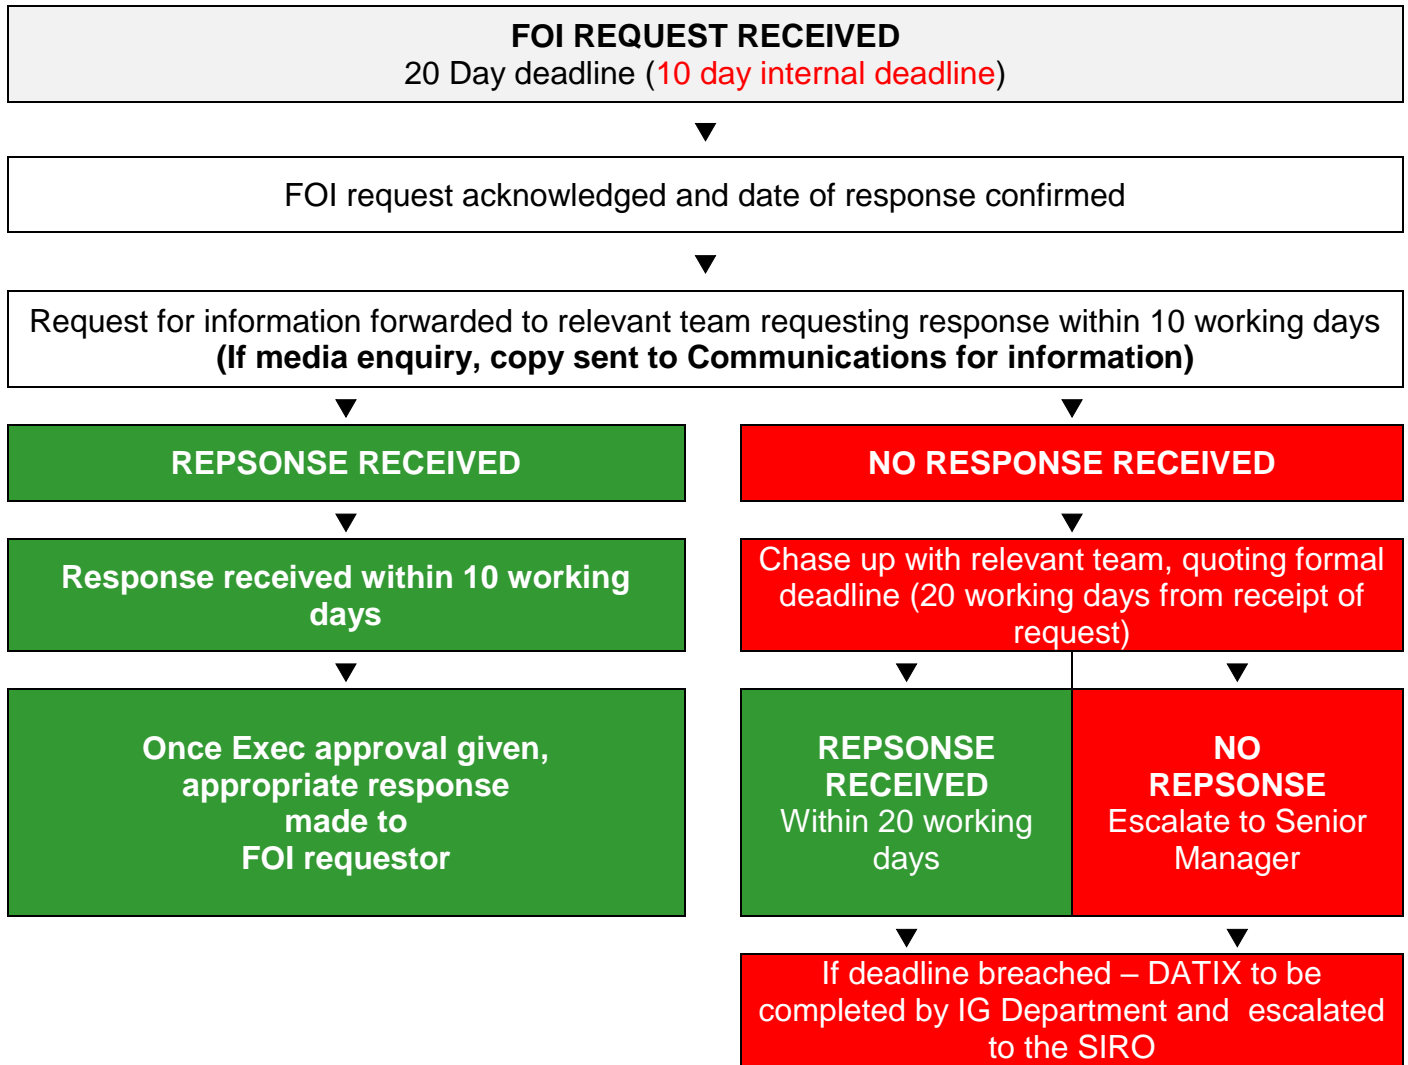 FOI REQUEST RECEIVED
20 Day deadline (10 day internal deadline)
FOI request acknowledged and date of response confirmed
Request for information forwarded to relevant team requesting response within 10 working days
(If media enquiry, copy sent to Communications for information)
REPSONSE RECEIVED
Response received within 10 working
days
Once Exec approval given,
appropriate response
made to
FOI requestor
NO RESPONSE RECEIVED
Chase up with relevant team, quoting formal
deadline (20 working days from receipt of
request)
REPSONSE
RECEIVED
Within 20 working
days
NO
REPSONSE
Escalate to Senior
Manager
If deadline breached – DATIX to be
completed by IG Department and  escalated
to the SIRO